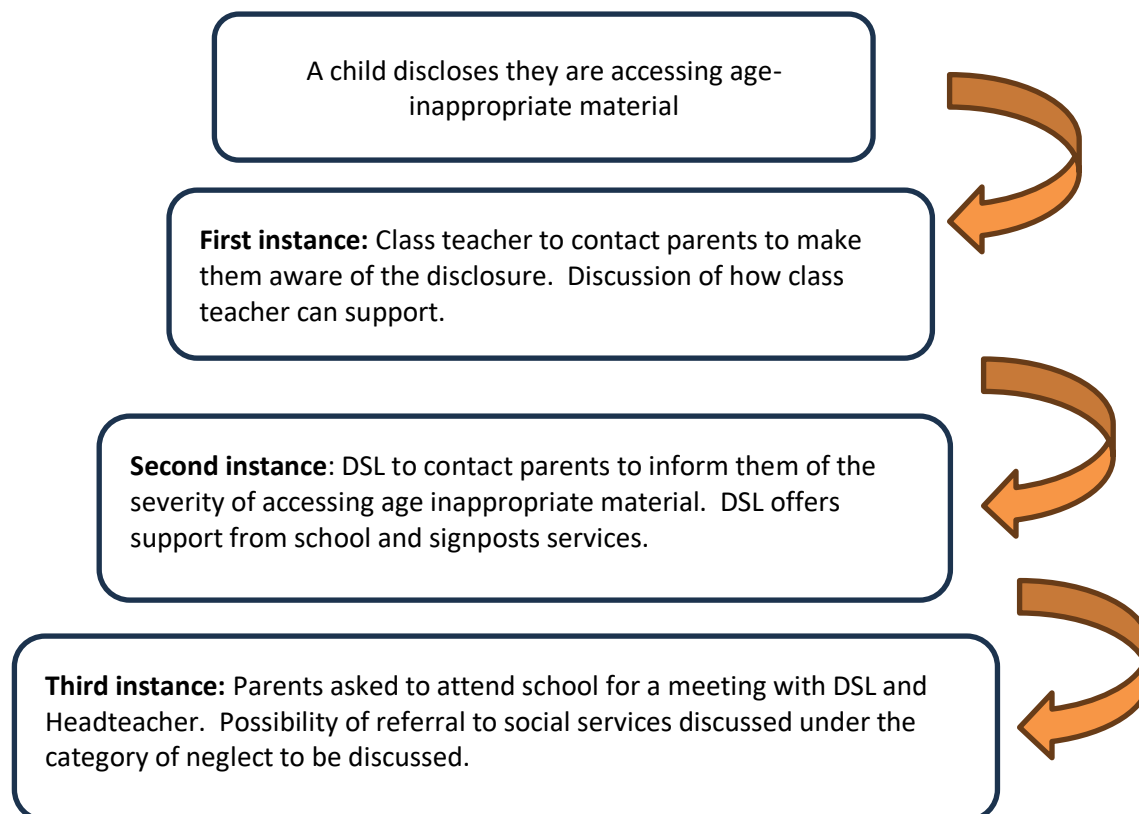 A child discloses they are accessing age-
inappropriate material
First instance: Class teacher to contact parents to make
them aware of the disclosure.  Discussion of how class
teacher can support.
Second instance: DSL to contact parents to inform them of the
severity of accessing age inappropriate material.  DSL offers
support from school and signposts services.
Third instance: Parents asked to attend school for a meeting with DSL and
Headteacher.  Possibility of referral to social services discussed under the
category of neglect to be discussed.